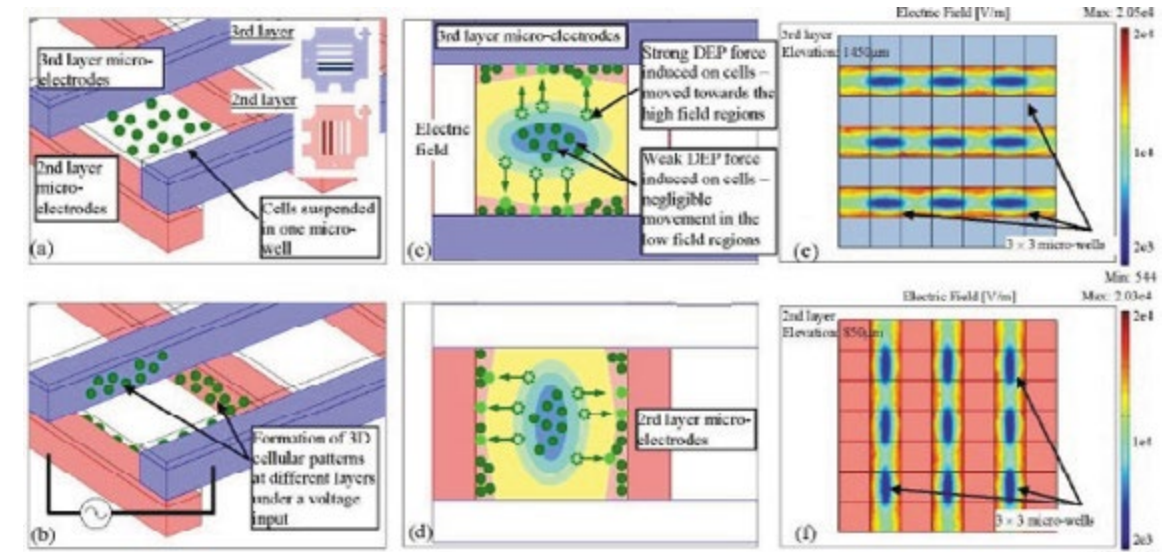 3rd layer
3rd layer micro-
electrodes
2nd layer
2nd layer
micro-
electrodes
Cells suspended
in one micro-
well
(a)
3rd layer micro-electrodes
Strong DEP force
induced on cells –
moved towards the
high field regions
Electric
field
Weak DEP force
induced on cells –
negligible
movement in the
low field regions
(c)
Electric Field [V/m]
Max: 2.05e4
3rd layer
Elevation: 1450μm
2e4
1e4
3 × 3 micro-wells
2e3
(e)
Min: 544
Formation of 3D
cellular patterns
at different layers
under a voltage
input
(b)
2rd layer micro-
electrodes
(d)
Electric Field [V/m]
Max: 2.03e4
2nd layer
Elevation: 850μm
2e4
1e4
3 × 3 micro-wells
2e3
(f)